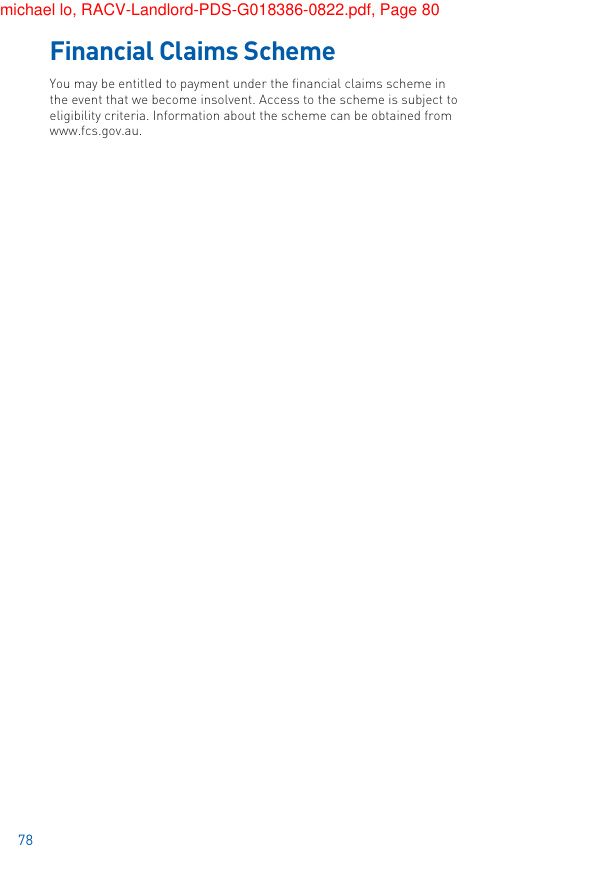 michael lo, RACV-Landlord-PDS-G018386-0822.pdf, Page 80
Financial Claims Scheme
You may be entitled to payment under the financial claims scheme in
the event that we become insolvent. Access to the scheme is subject to
eligibility criteria. Information about the scheme can be obtained from
www.fcs.gov.au.
78